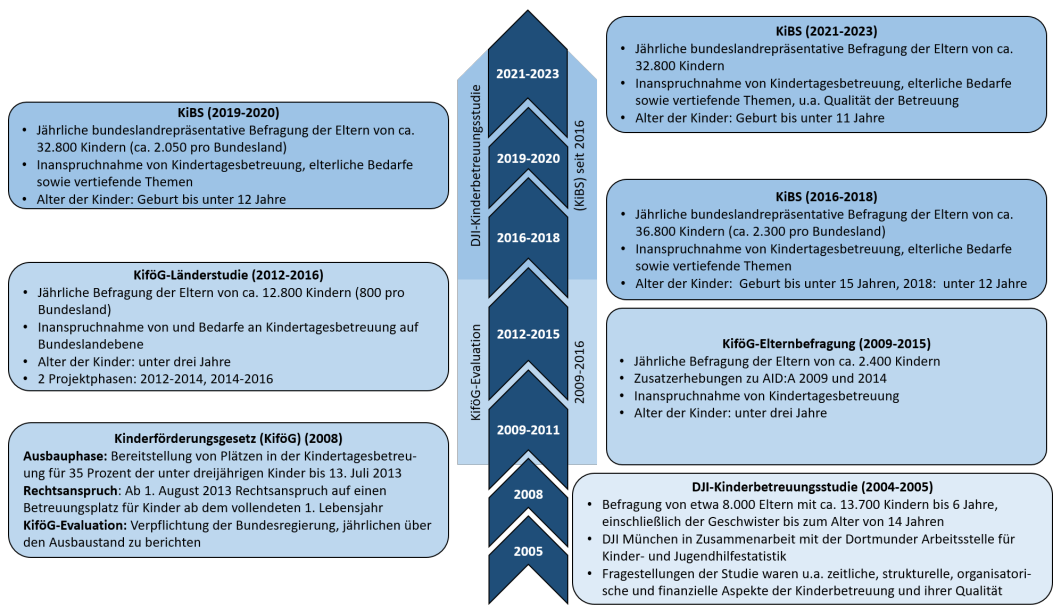 KiBS (2021-2023)
• Jährliche bundeslandrepräsentative Befragung der Eltern von ca.
32.800 Kindern
• Inanspruchnahme von Kindertagesbetreuung, elterliche Bedarfe
sowie vertiefende Themen, u.a. Qualität der Betreuung
• Alter der Kinder: Geburt bis unter 11 Jahre
KiBS (2019-2020)
• Jährliche bundeslandrepräsentative Befragung der Eltern von ca.
32.800 Kindern (ca. 2.050 pro Bundesland)
• Inanspruchnahme von Kindertagesbetreuung, elterliche Bedarfe
sowie vertiefende Themen
• Alter der Kinder: Geburt bis unter 12 Jahre
KiBS (2016-2018)
• Jährliche bundeslandrepräsentative Befragung der Eltern von ca.
36.800 Kindern (ca. 2.300 pro Bundesland)
• Inanspruchnahme von Kindertagesbetreuung, elterliche Bedarfe
sowie vertiefende Themen
• Alter der Kinder: Geburt bis unter 15 Jahren, 2018: unter 12 Jahre
KiföG-Länderstudie (2012-2016)
• Jährliche Befragung der Eltern von ca. 12.800 Kindern (800 pro
Bundesland)
• Inanspruchnahme von und Bedarfe an Kindertagesbetreuung auf
Bundeslandebene
• Alter der Kinder: unter drei Jahre
• 2 Projektphasen: 2012-2014, 2014-2016
KiföG-Elternbefragung (2009-2015)
• Jährliche Befragung der Eltern von ca. 2.400 Kindern
• Zusatzerhebungen zu AID:A 2009 und 2014
• Inanspruchnahme von Kindertagesbetreuung
• Alter der Kinder: unter drei Jahre
Kinderförderungsgesetz (KiföG) (2008)
Ausbauphase: Bereitstellung von Plätzen in der Kindertagesbetreu-
ung für 35 Prozent der unter dreijährigen Kinder bis 13. Juli 2013
Rechtsanspruch: Ab 1. August 2013 Rechtsanspruch auf einen
Betreuungsplatz für Kinder ab dem vollendeten 1. Lebensjahr
KiföG-Evaluation: Verpflichtung der Bundesregierung, jährlichen über
den Ausbaustand zu berichten
DJI-Kinderbetreuungsstudie (2004-2005)
• Befragung von etwa 8.000 Eltern mit ca. 13.700 Kindern bis 6 Jahre,
einschließlich der Geschwister bis zum Alter von 14 Jahren
• DJI München in Zusammenarbeit mit der Dortmunder Arbeitsstelle für
Kinder- und Jugendhilfestatistik
• Fragestellungen der Studie waren u.a. zeitliche, strukturelle, organisatori-
sche und finanzielle Aspekte der Kinderbetreuung und ihrer Qualität
2021-2023
2019-2020
2016-2018
2012-2015
2009-2011
2008
2005
DJI-Kinderbetreuungsstudie
(KiBS) seit 2016
KiföG-Evaluation
2009-2016